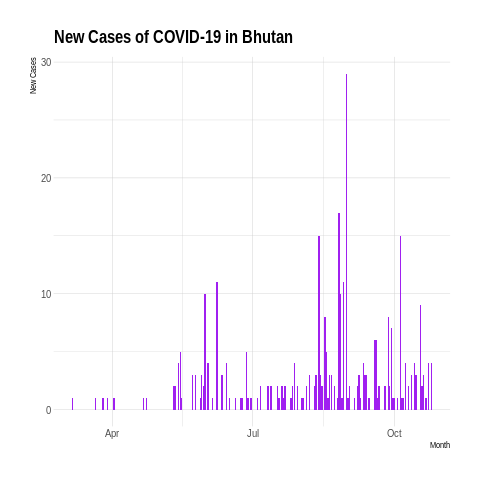 New Cases of COVID-19 in Bhutan
New Cases
30
20
10
0
Apr
Jul
Oct
Month